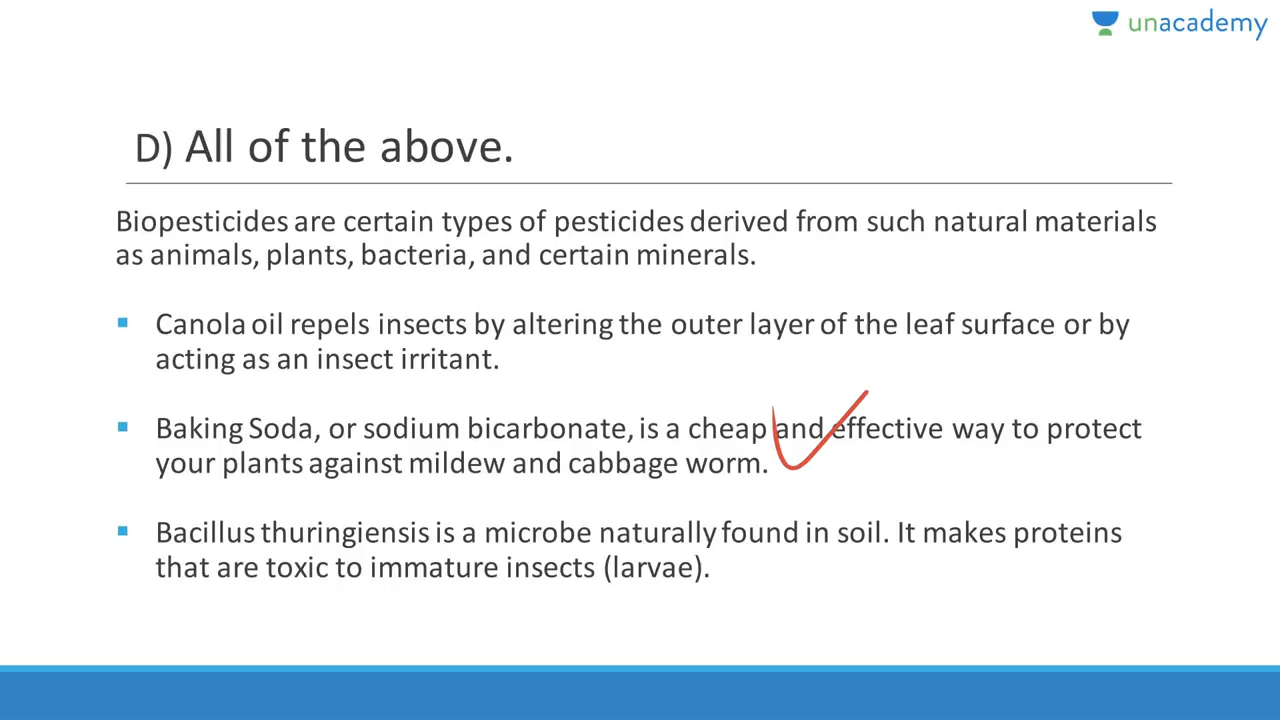 unacademy
D) All of the above.
Biopesticides are certain types of pesticides derived from such natural materials
as animals, plants, bacteria, and certain minerals.
Canola oil repels insects by altering the outer layer of the leaf surface or by
acting as an insect irritant.
Baking Soda, or sodium bicarbonate, is a cheap and effective way to protect
your plants against mildew and cabbage worm.
Bacillus thuringiensis is a microbe naturally found in soil. It makes proteins
that are toxic to immature insects (larvae).